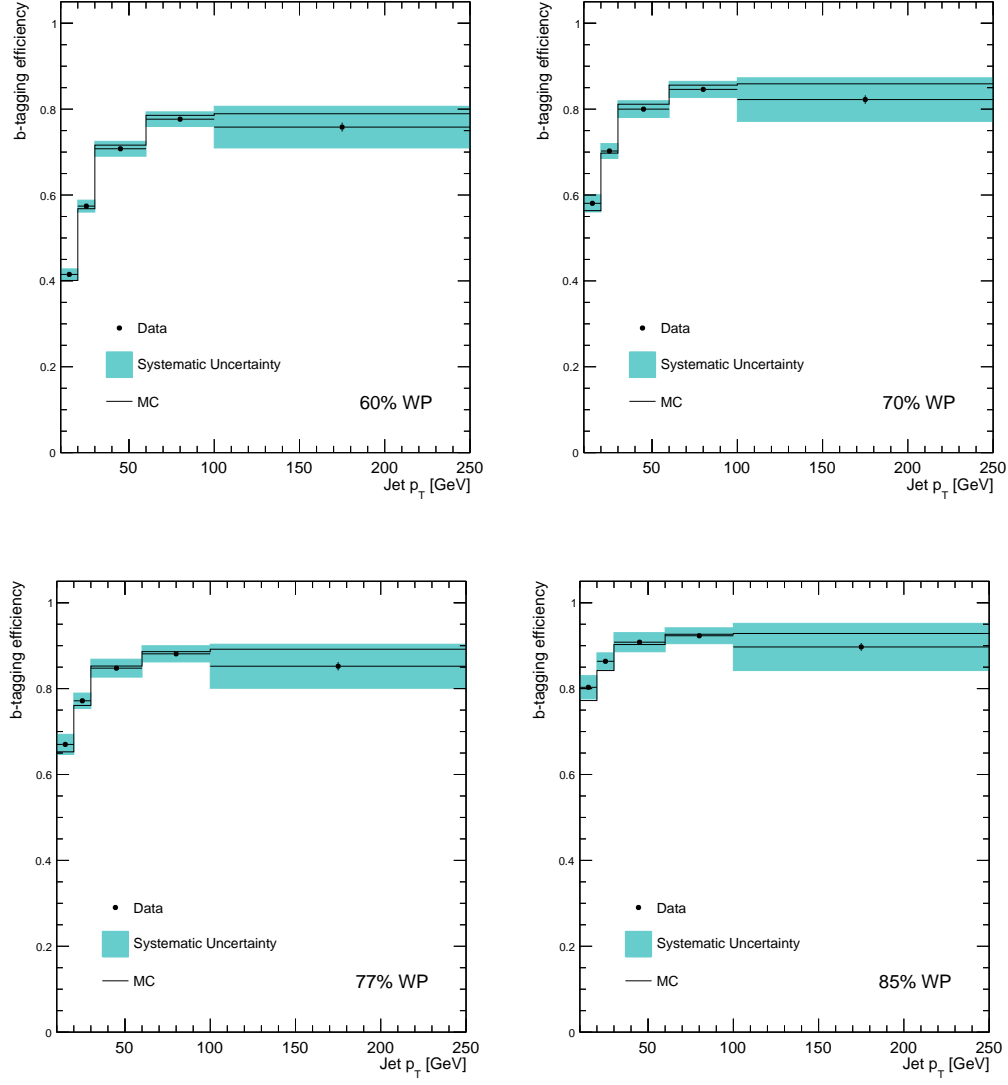 b-tagging efficiency
1
0.8
0.6
0.4
0.2
0
Data
Systematic Uncertainty
MC
60% WP
50 100 150 200 250
Jet p_T [GeV]
b-tagging efficiency
1
0.8
0.6
0.4
0.2
0
Data
Systematic Uncertainty
MC
70% WP
50 100 150 200 250
Jet p_T [GeV]
b-tagging efficiency
1
0.8
0.6
0.4
0.2
0
Data
Systematic Uncertainty
MC
77% WP
50 100 150 200 250
Jet p_T [GeV]
b-tagging efficiency
1
0.8
0.6
0.4
0.2
0
Data
Systematic Uncertainty
MC
85% WP
50 100 150 200 250
Jet p_T [GeV]